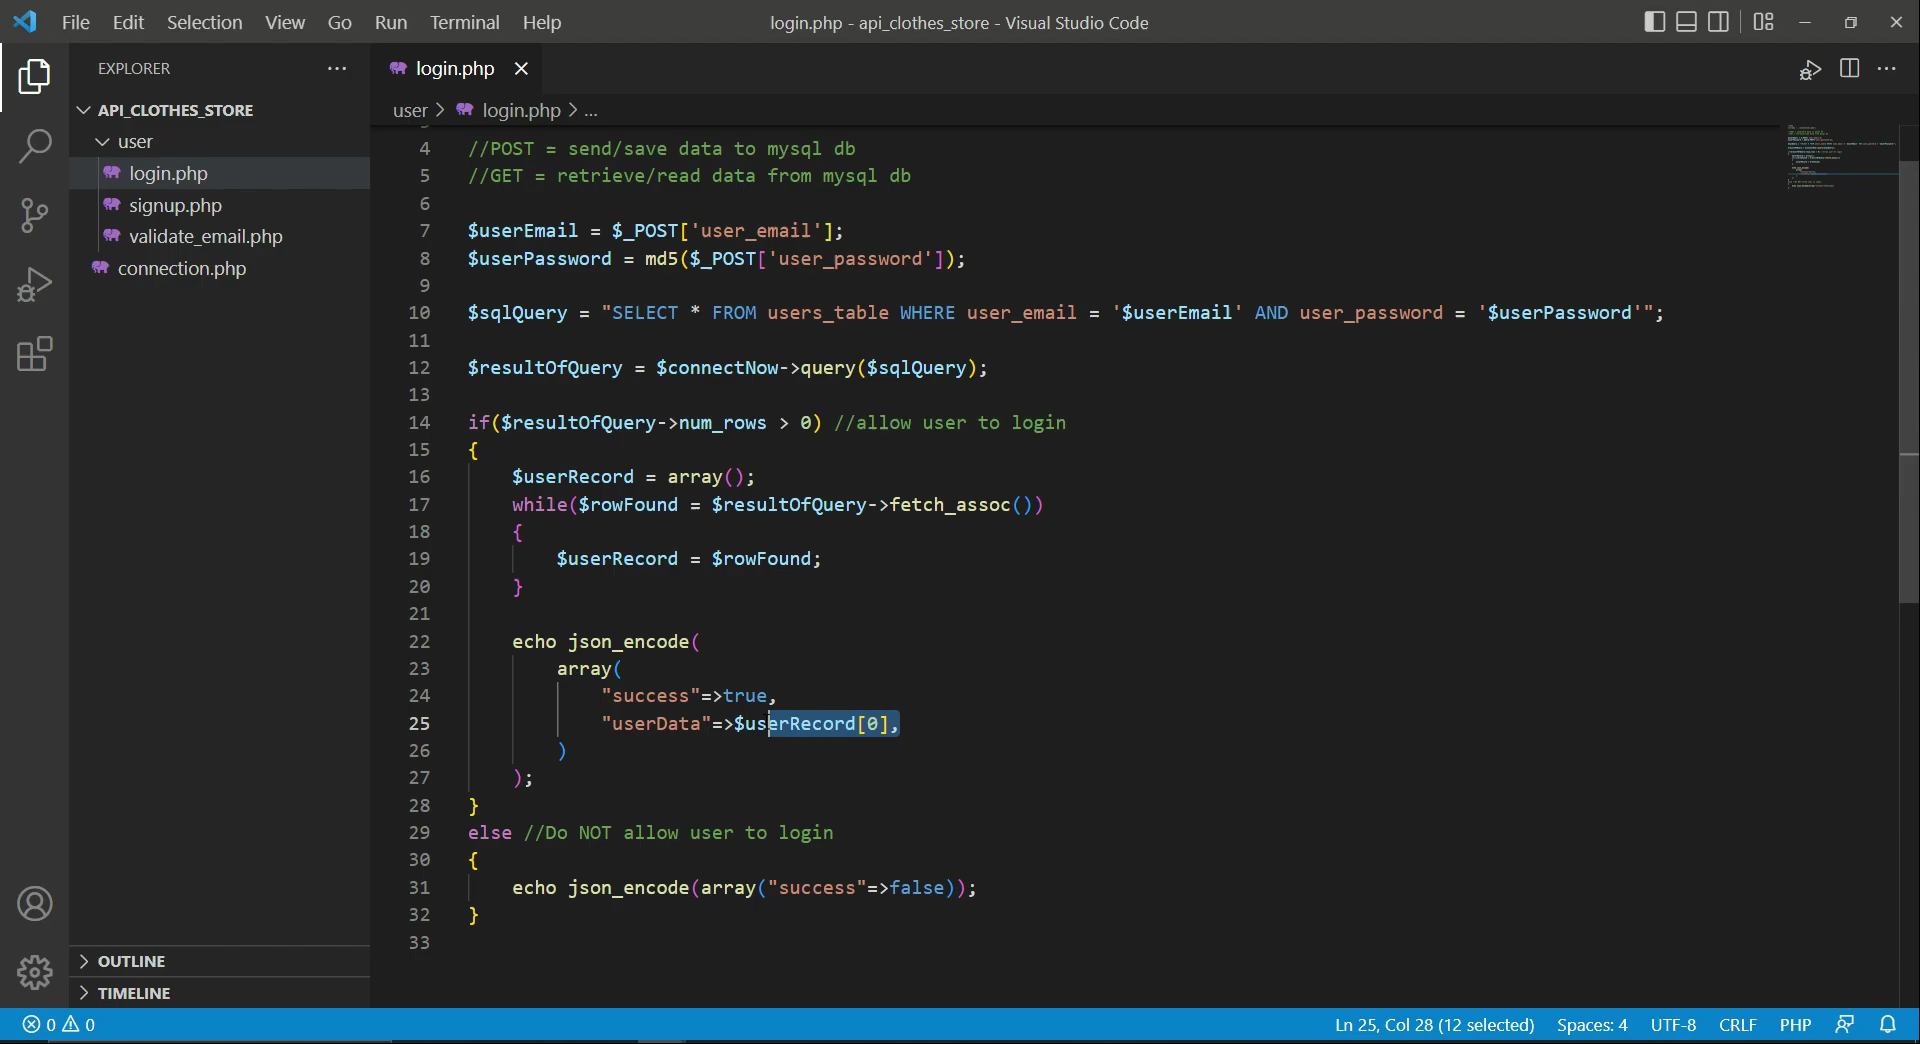 File Edit Selection View Go Run Terminal Help
login.php - api_clothes_store - Visual Studio Code
EXPLORER
API_CLOTHES_STORE
user
login.php
signup.php
validate_email.php
connection.php
OUTLINE
TIMELINE
login.php
user > login.php > ...
4 //POST = send/save data to mysql db
5 //GET = retrieve/read data from mysql db
6
7 $userEmail = $_POST['user_email'];
8 $userPassword = md5($_POST['user_password']);
9
10 $sqlQuery = "SELECT * FROM users_table WHERE user_email = '$userEmail' AND user_password = '$userPassword'";
11
12 $resultOfQuery = $connectNow->query($sqlQuery);
13
14 if($resultOfQuery->num_rows > 0) //allow user to login
15 {
16 $userRecord = array();
17 while($rowFound = $resultOfQuery->fetch_assoc())
18 {
19 $userRecord = $rowFound;
20 }
21
22 echo json_encode(
23 array(
24 "success"=>true,
25 "userData"=>$userRecord[0],
26 )
27 );
28 }
29 else //Do NOT allow user to login
30 {
31 echo json_encode(array("success"=>false));
32 }
33
0 0
Ln 25, Col 28 (12 selected) Spaces: 4 UTF-8 CRLF PHP